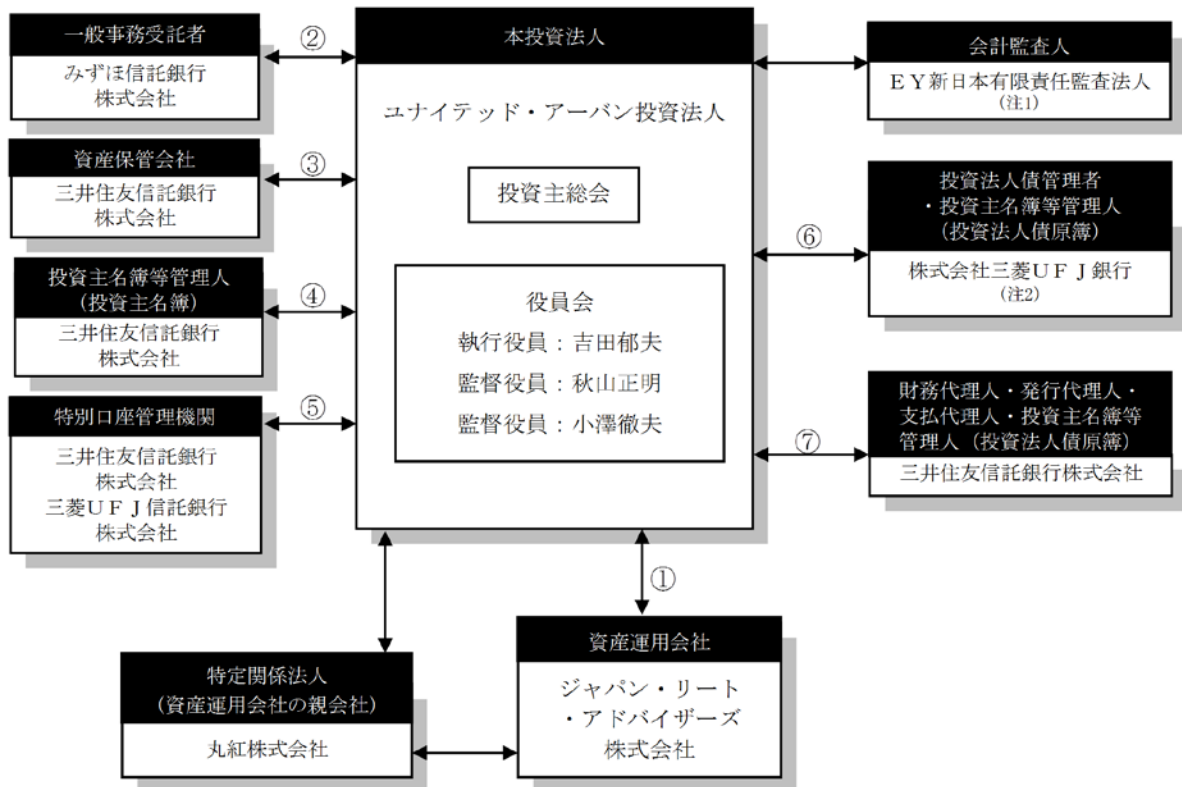 一般事務受託者
みずほ信託銀行
株式会社
②
資産保管会社
三井住友信託銀行
株式会社
③
投資主名簿等管理人
(投資主名簿)
三井住友信託銀行
株式会社
④
特別口座管理機関
三井住友信託銀行
株式会社
三菱ＵＦＪ信託銀行
株式会社
⑤
本投資法人
ユナイテッド・アーバン投資法人
投資主総会
役員会
執行役員：吉田郁夫
監督役員：秋山正明
監督役員：小澤徹夫
会計監査人
ＥＹ新日本有限責任監査法人
(注1)
⑥
投資法人債管理者
・投資主名簿等管理人
(投資法人債原簿)
株式会社三菱ＵＦＪ銀行
(注2)
⑦
財務代理人・発行代理人・
支払代理人・投資主名簿等
管理人（投資法人債原簿）
三井住友信託銀行株式会社
①
特定関係法人
(資産運用会社の親会社)
丸紅株式会社
資産運用会社
ジャパン・リート
・アドバイザーズ
株式会社